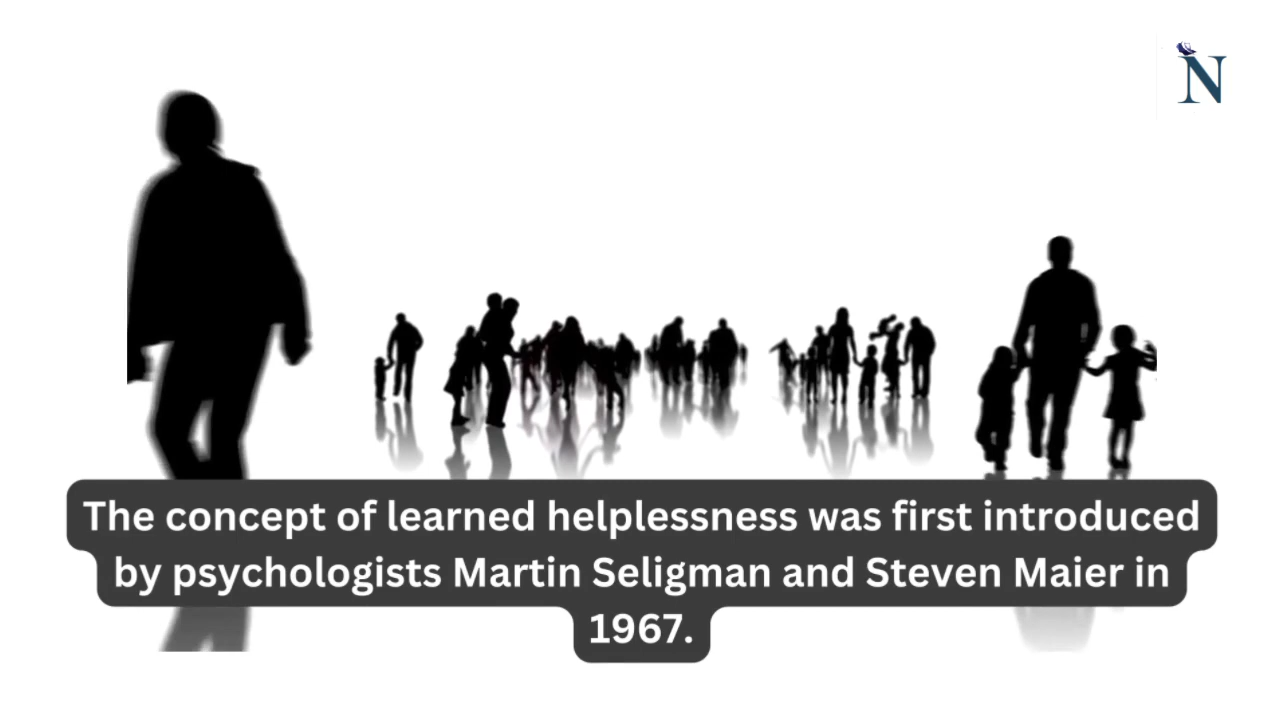 N
The concept of learned helplessness was first introduced
by psychologists Martin Seligman and Steven Maier in
1967.